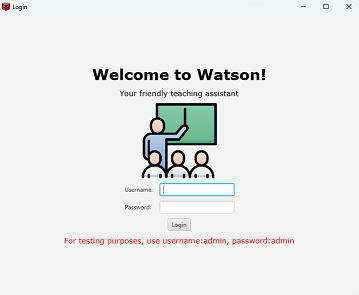 Login
Welcome to Watson!
Your friendly teaching assistant
Username:
Password:
Login
For testing purposes, use username:admin, password:admin